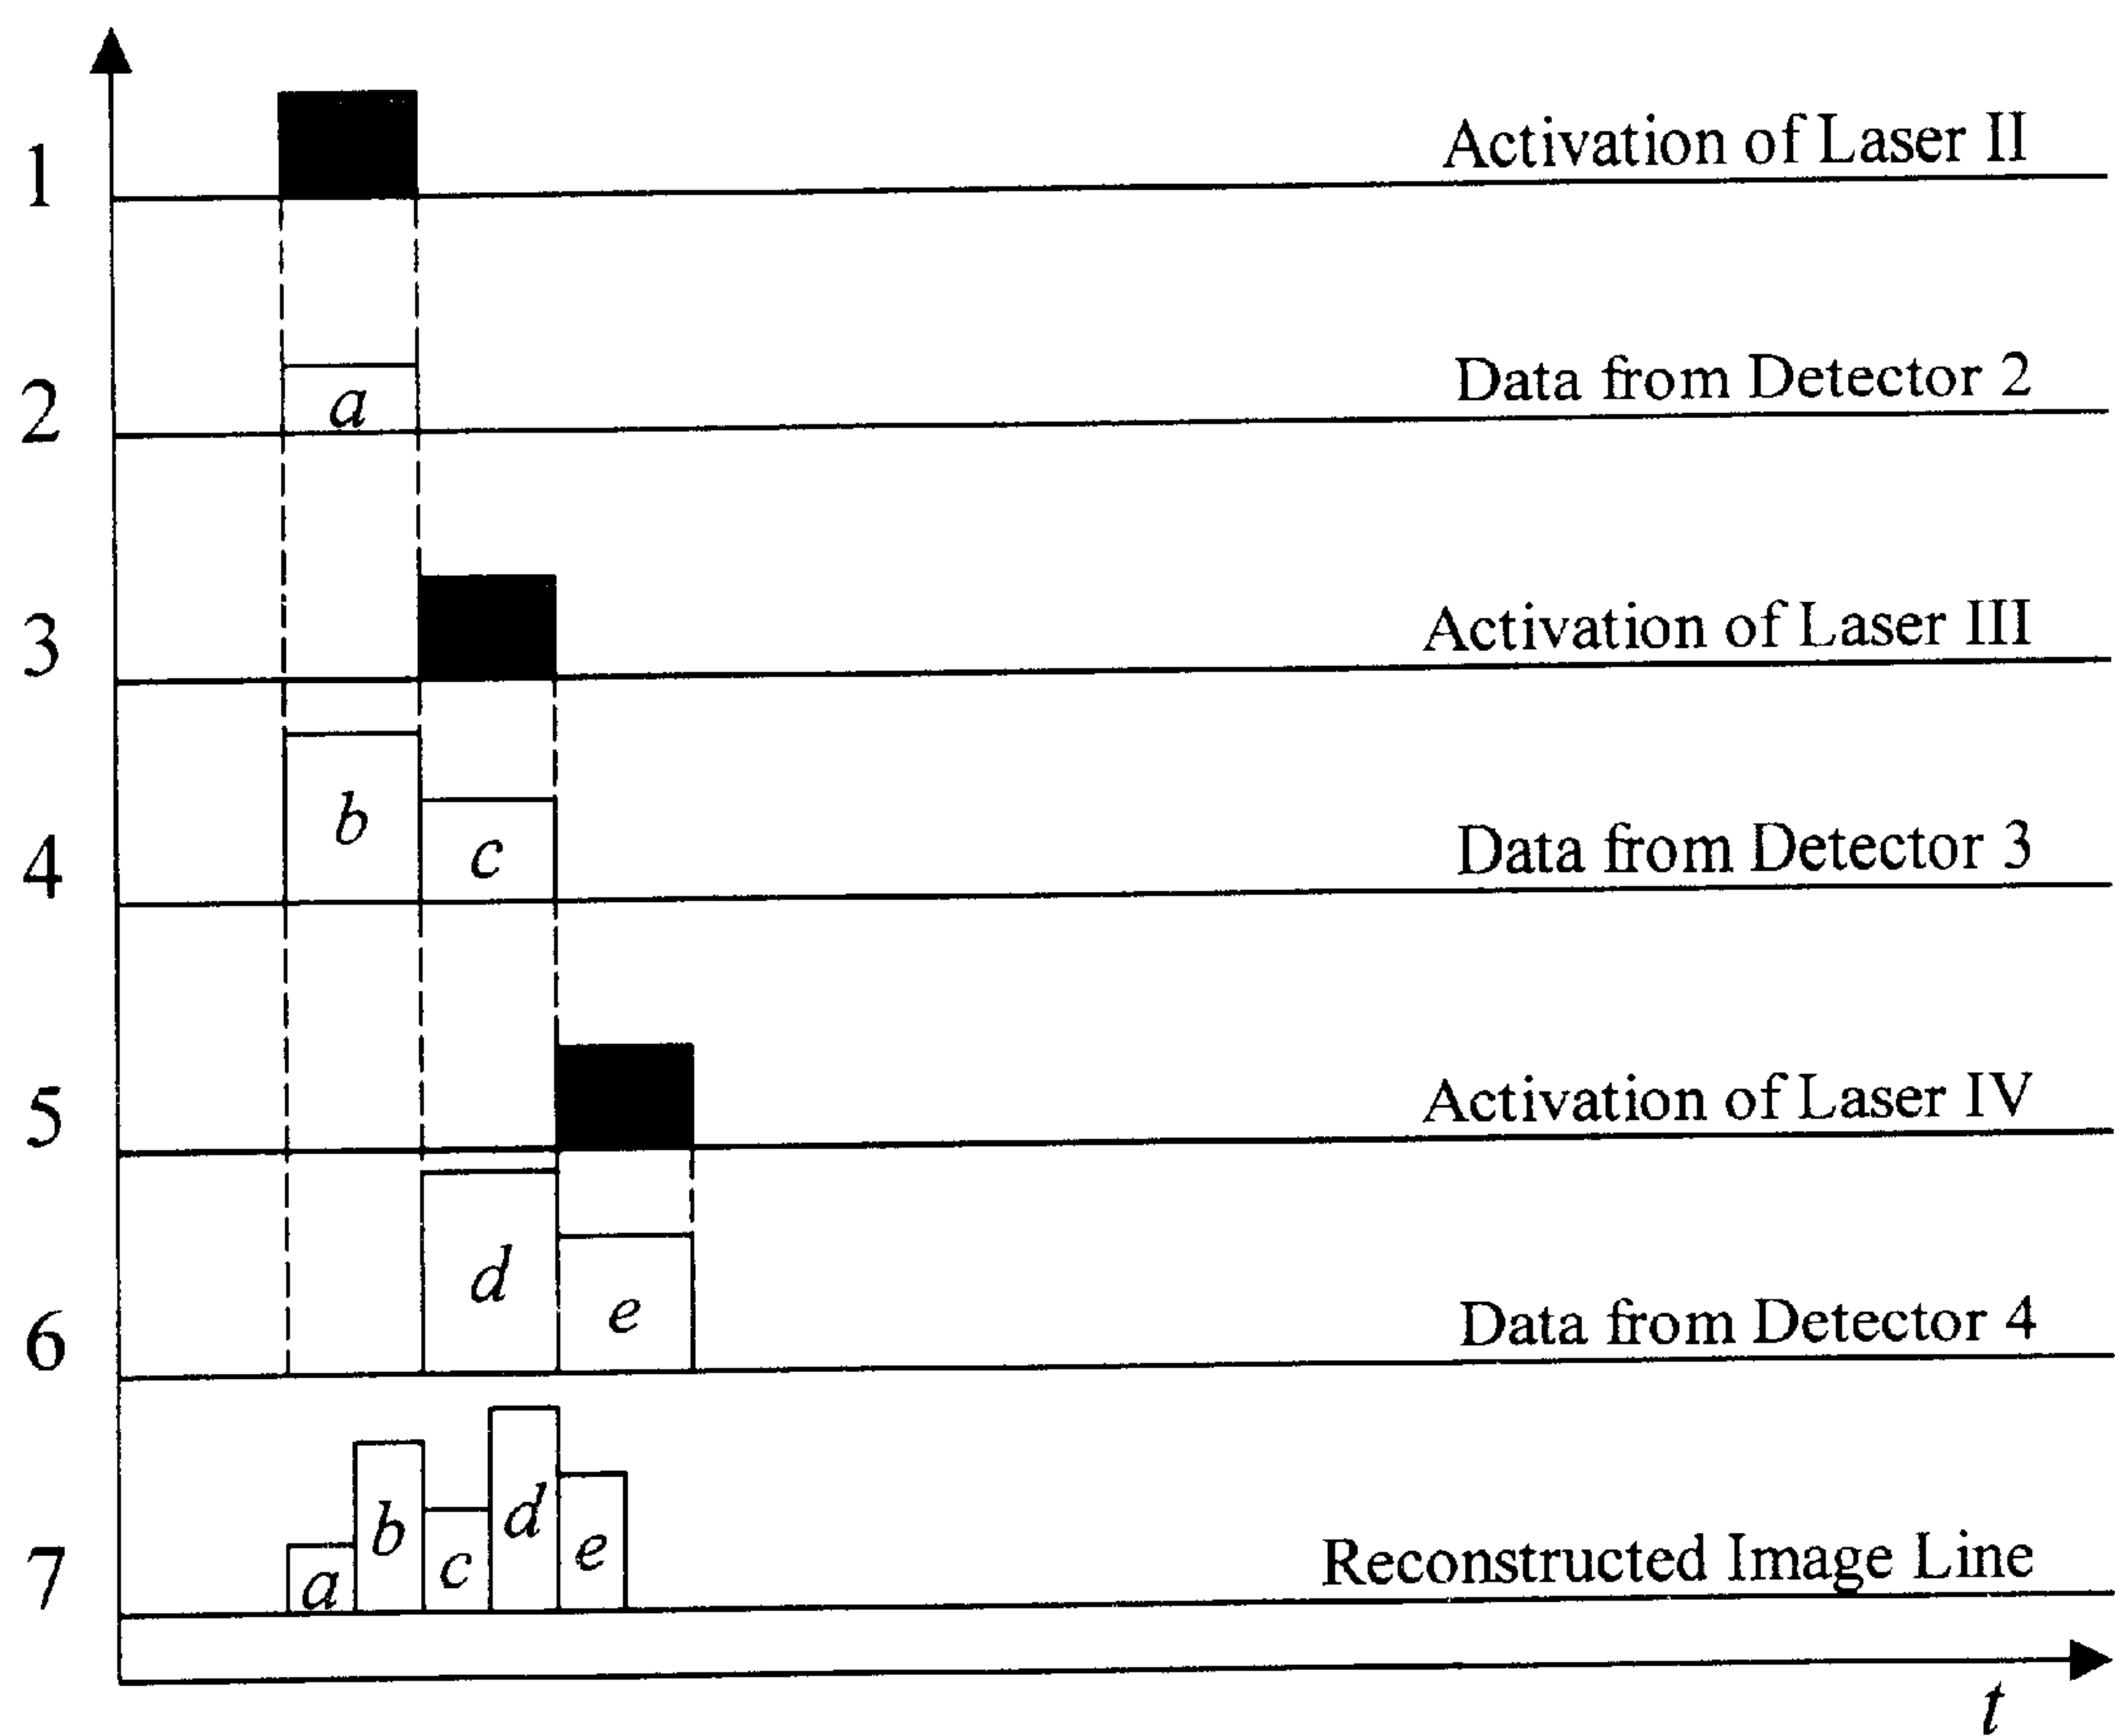 1 Activation of Laser II
2 a Data from Detector 2
3 Activation of Laser III
4 b c Data from Detector 3
5 Activation of Laser IV
6 d e Data from Detector 4
7 a b c d e Reconstructed Image Line
t